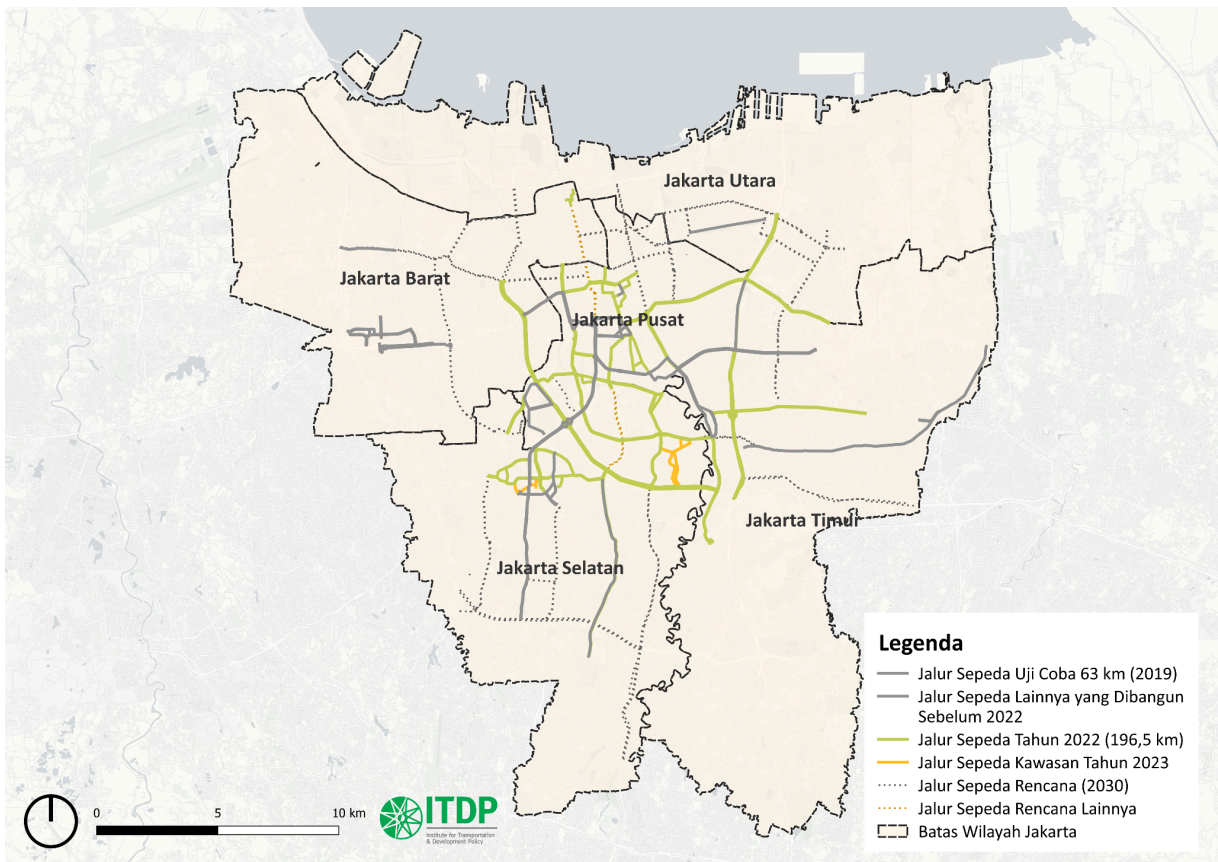 Jakarta Utara
Jakarta Barat
Jakarta Pusat
Jakarta Timur
Jakarta Selatan
Legenda
Jalur Sepeda Uji Coba 63 km (2019)
Jalur Sepeda Lainnya yang Dibangun
Sebelum 2022
Jalur Sepeda Tahun 2022 (196,5 km)
Jalur Sepeda Kawasan Tahun 2023
Jalur Sepeda Rencana (2030)
Jalur Sepeda Rencana Lainnya
Batas Wilayah Jakarta
0 5 10 km
ITDP
Institute for Transportation
& Development Policy